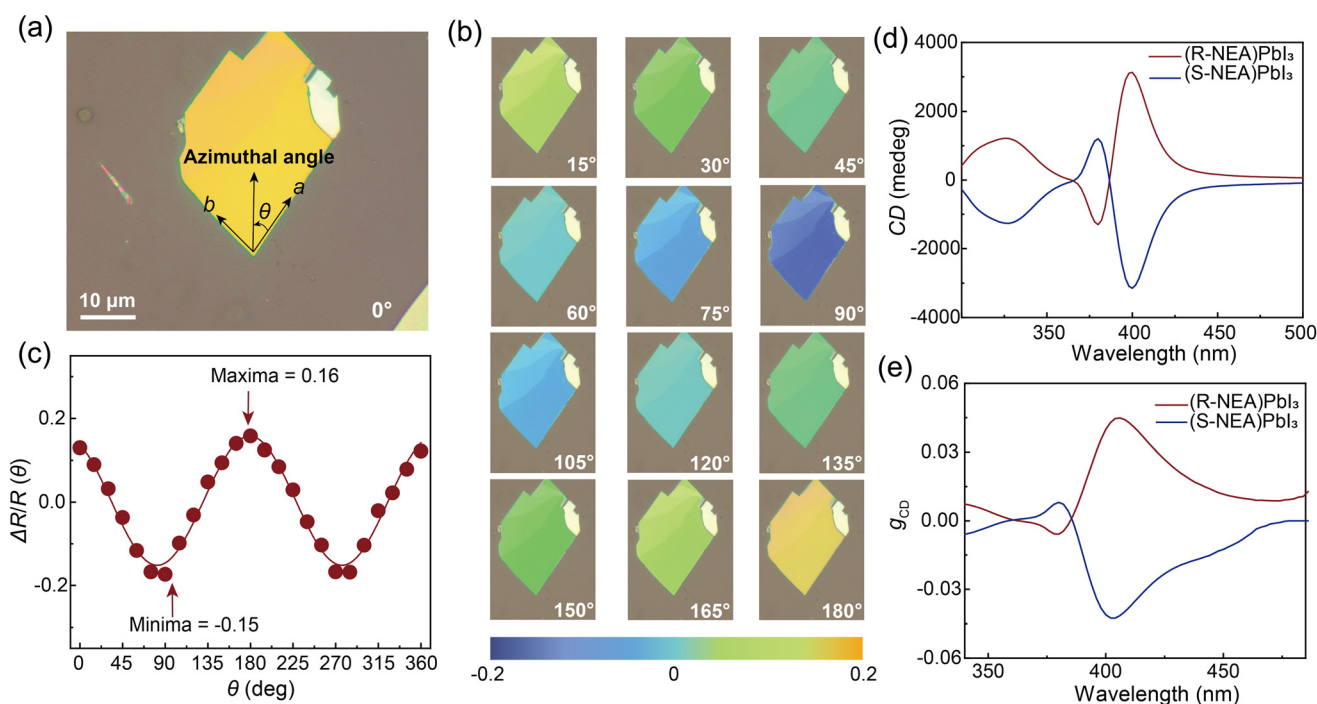 (a)
Azimuthal angle
b
θ
a
10 μm
0°
(b)
15°
30°
45°
60°
75°
90°
105°
120°
135°
150°
165°
180°
-0.2
0
0.2
(c)
Maxima = 0.16
Minima = -0.15
ΔR/R (θ)
0.2
0.0
-0.2
0 45 90 135 180 225 270 315 360
θ (deg)
(d)
(R-NEA)PbI₃
(S-NEA)PbI₃
CD (medeg)
4000
2000
0
-2000
-4000
350 400 450 500
Wavelength (nm)
(e)
(R-NEA)PbI₃
(S-NEA)PbI₃
gCD
0.06
0.03
0.00
-0.03
-0.06
350 400 450
Wavelength (nm)